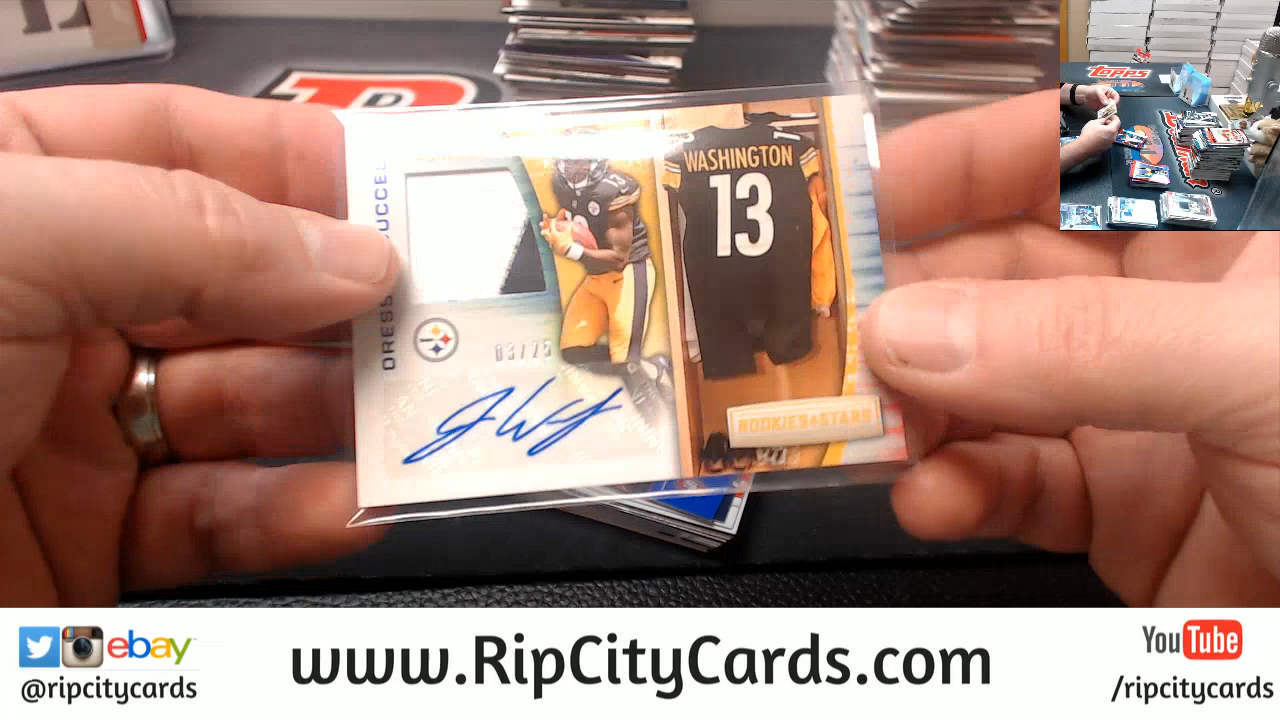 topps
WASHINGTON
13
03/25
ROOKIES & STARS
ebay
@ripcitycards
www.RipCityCards.com
YouTube
/ripcitycards